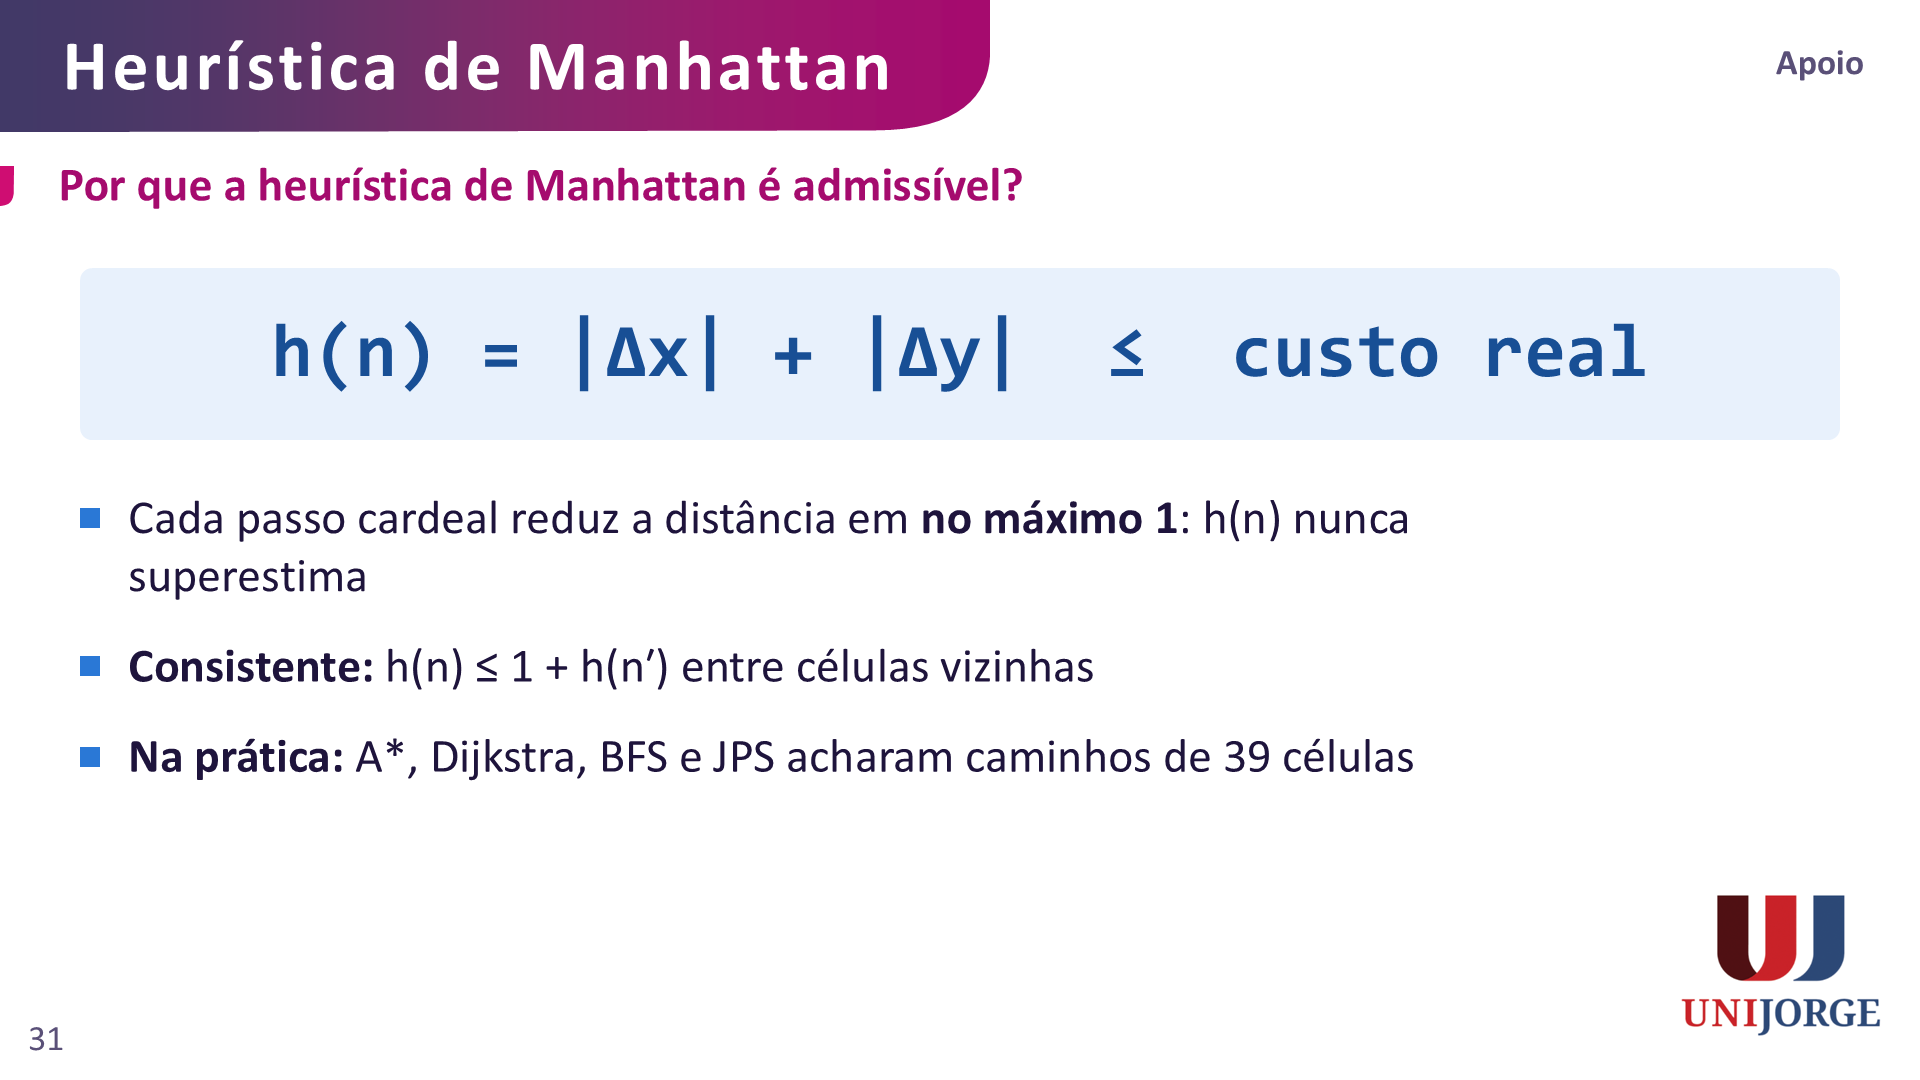 Heurística de Manhattan
Apoio
Por que a heurística de Manhattan é admissível?
h(n) = |Δx| + |Δy| ≤ custo real
Cada passo cardeal reduz a distância em no máximo 1: h(n) nunca
superestima
Consistente: h(n) ≤ 1 + h(n′) entre células vizinhas
Na prática: A*, Dijkstra, BFS e JPS acharam caminhos de 39 células
UNIJORGE
31